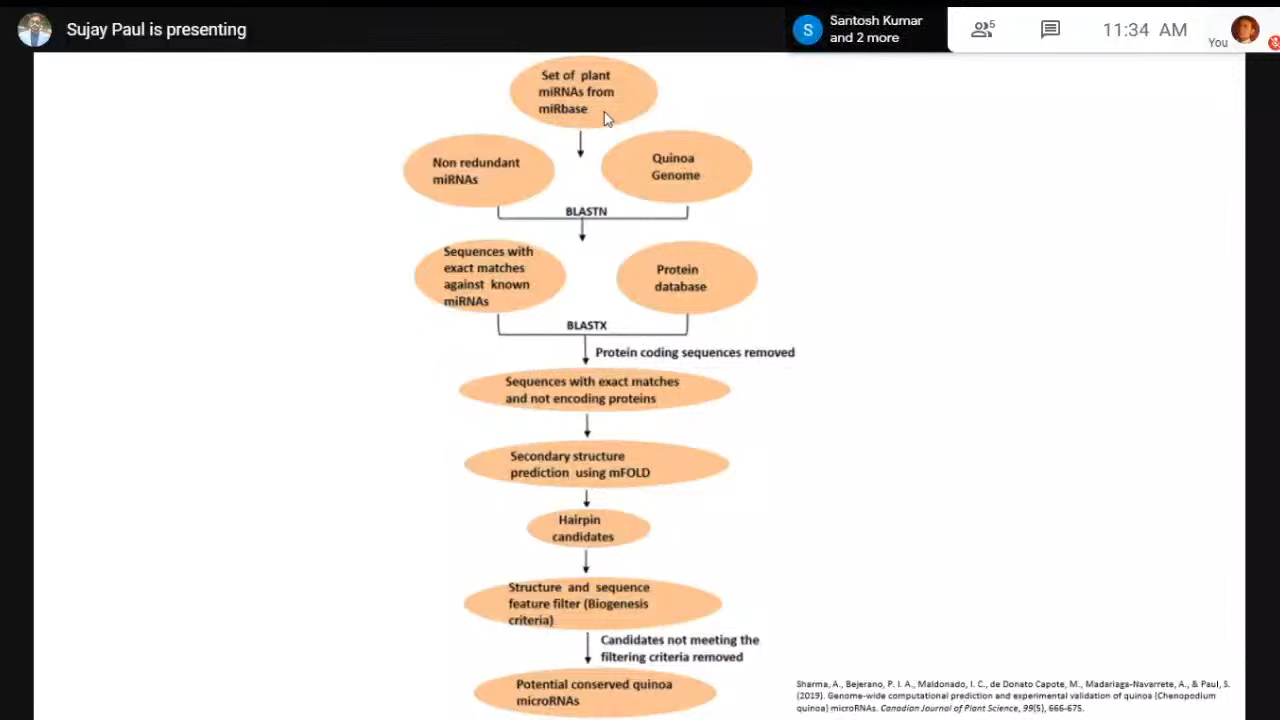 Sujay Paul is presenting
S
Santosh Kumar
and 2 more
5
11:34 AM
You
Set of plant
miRNAs from
miRbase
Non redundant
miRNAs
Quinoa
Genome
BLASTN
Sequences with
exact matches
against known
miRNAs
Protein
database
BLASTX
Protein coding sequences removed
Sequences with exact matches
and not encoding proteins
Secondary structure
prediction using mFOLD
Hairpin
candidates
Structure and sequence
feature filter (Biogenesis
criteria)
Candidates not meeting the
filtering criteria removed
Potential conserved quinoa
microRNAs
Sharma, A., Bejerano, P. I. A., Maldonado, I. C., de Donato Capote, M., Madariaga-Navarrete, A., & Paul, S.
(2019). Genome-wide computational prediction and experimental validation of quinoa (Chenopodium
quinoa) microRNAs. Canadian Journal of Plant Science, 99(5), 666-675.